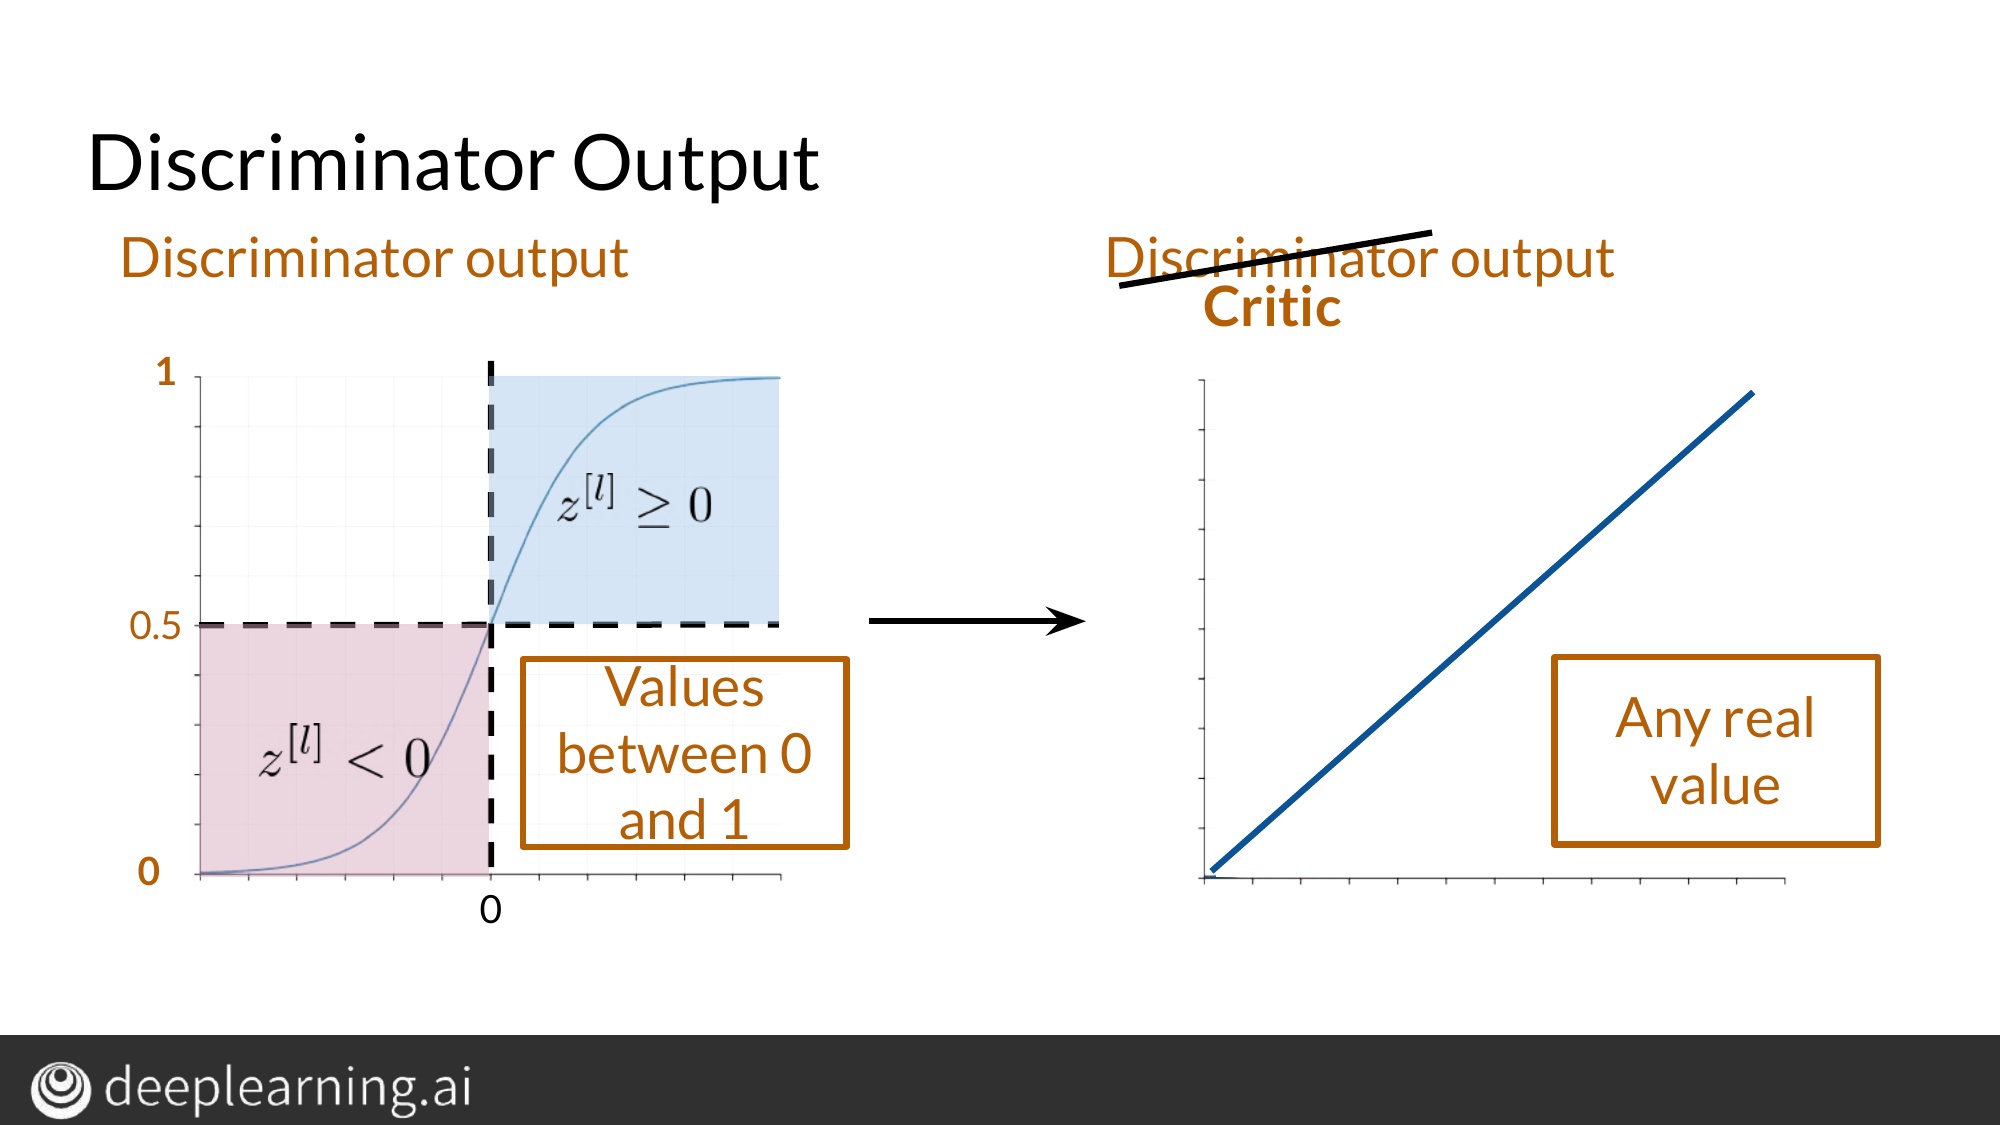 Discriminator Output
Discriminator output
Discriminator output
Critic
1
0.5
0
0
z^{[l]} ≥ 0
z^{[l]} < 0
Values
between 0
and 1
Any real
value
deeplearning.ai